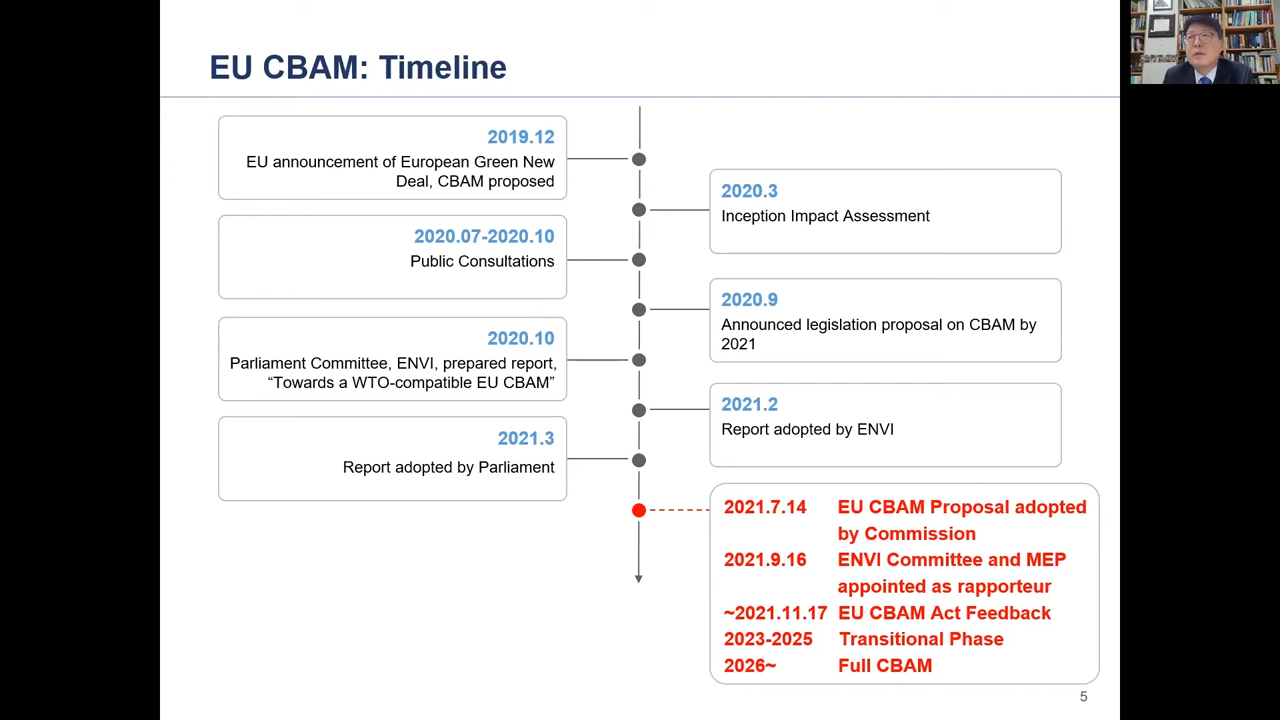 EU CBAM: Timeline
2019.12
EU announcement of European Green New
Deal, CBAM proposed
2020.3
Inception Impact Assessment
2020.07-2020.10
Public Consultations
2020.9
Announced legislation proposal on CBAM by
2021
2020.10
Parliament Committee, ENVI, prepared report,
“Towards a WTO-compatible EU CBAM”
2021.2
Report adopted by ENVI
2021.3
Report adopted by Parliament
2021.7.14 EU CBAM Proposal adopted
by Commission
2021.9.16 ENVI Committee and MEP
appointed as rapporteur
~2021.11.17 EU CBAM Act Feedback
2023-2025 Transitional Phase
2026~ Full CBAM
5